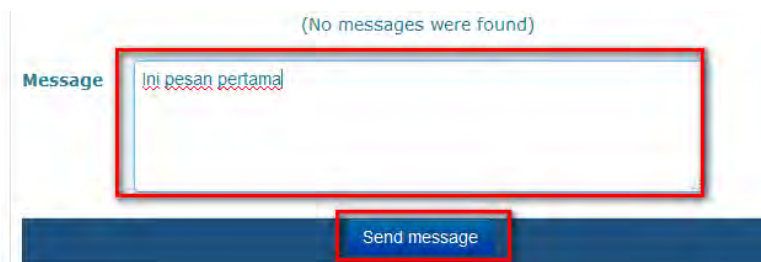 (No messages were found)
Message
Ini pesan pertama
Send message